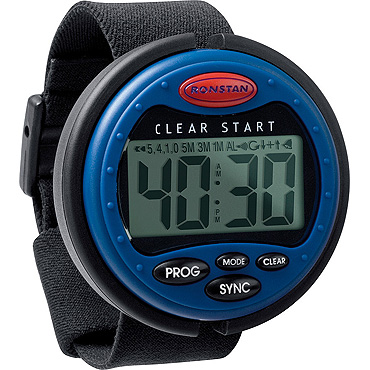 RONSTAN
CLEAR START
5,4,1.0 5M 3M 1M AL
40 30
A M
P M
PROG MODE CLEAR
SYNC